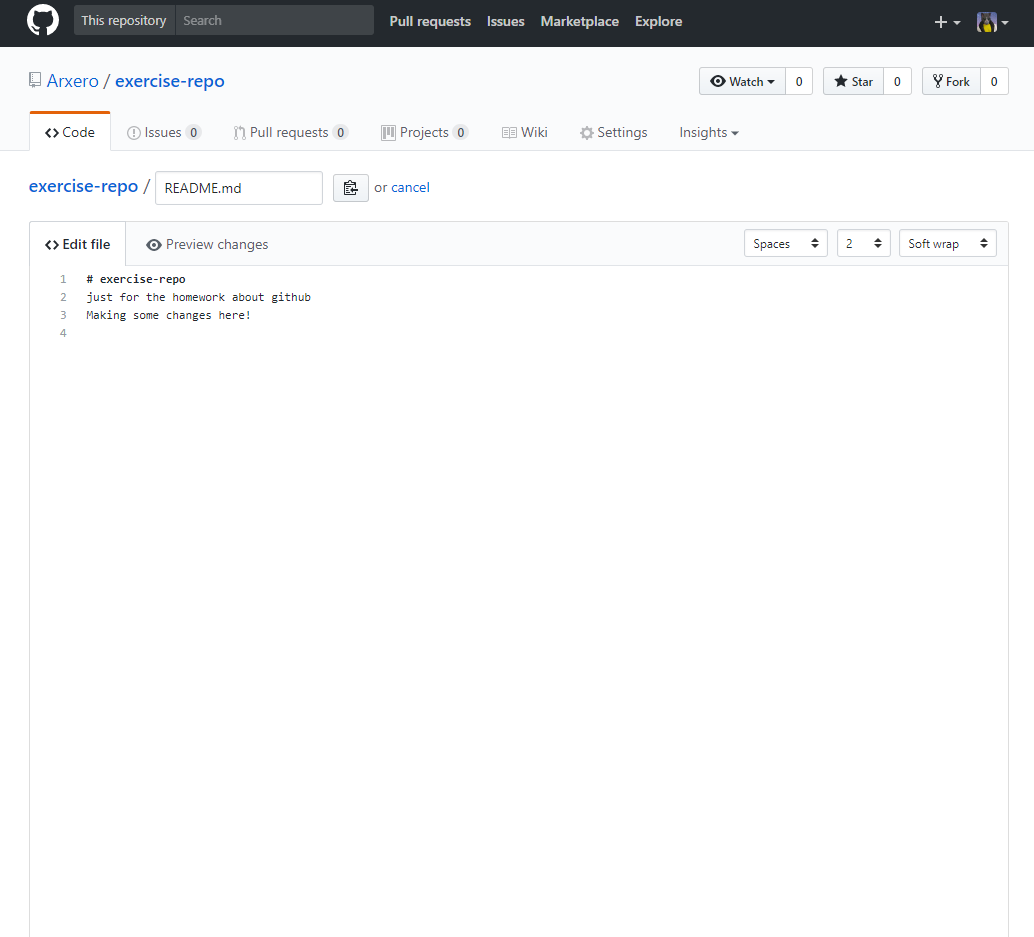 This repository Search Pull requests Issues Marketplace Explore
Arxero / exercise-repo Watch 0 Star 0 Fork 0
Code Issues 0 Pull requests 0 Projects 0 Wiki Settings Insights
exercise-repo / README.md or cancel
Edit file Preview changes Spaces 2 Soft wrap
1 # exercise-repo
2 just for the homework about github
3 Making some changes here!
4